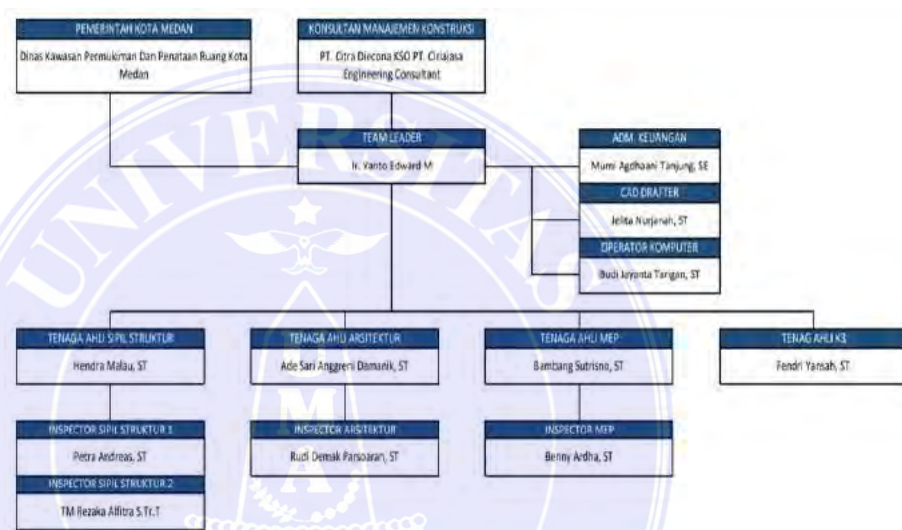 PEMERINTAH KOTA MEDAN
Dinas Kawasan Permukiman Dan Penataan Ruang Kota
Medan
KONSULTAN MANAJEMEN KONSTRUKSI
PT. Citra Diecona KSO PT. Ciriajasa
Engineering Consultant
TEAM LEADER
Ir. Yanto Edward M
ADM. KEUANGAN
Murni Agdhaani Tanjung, SE
CAD DRAFTER
Jelita Nurjanah, ST
OPERATOR KOMPUTER
Budi Jayanta Tarigan, ST
TENAGA AHLI SIPIL STRUKTUR
Hendra Malau, ST
TENAGA AHLI ARSITEKTUR
Ade Sari Anggreni Damanik, ST
TENAGA AHLI MEP
Bambang Sutrisno, ST
TENAG AHLI K3
Fendri Yansah, ST
INSPECTOR SIPIL STRUKTUR 1
Petra Andreas, ST
INSPECTOR SIPIL STRUKTUR 2
TM Rezaka Alfitra S.Tr.T
INSPECTOR ARSITEKTUR
Rudi Demak Parsoaran, ST
INSPECTOR MEP
Benny Ardha, ST
UNIVERSITAS